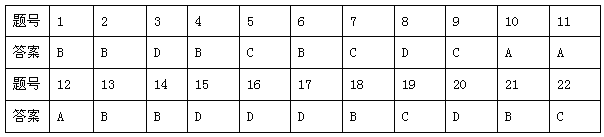 题号 1 2 3 4 5 6 7 8 9 10 11
答案 B B D B C B C D C A A
题号 12 13 14 15 16 17 18 19 20 21 22
答案 A B B D D D B C D B C